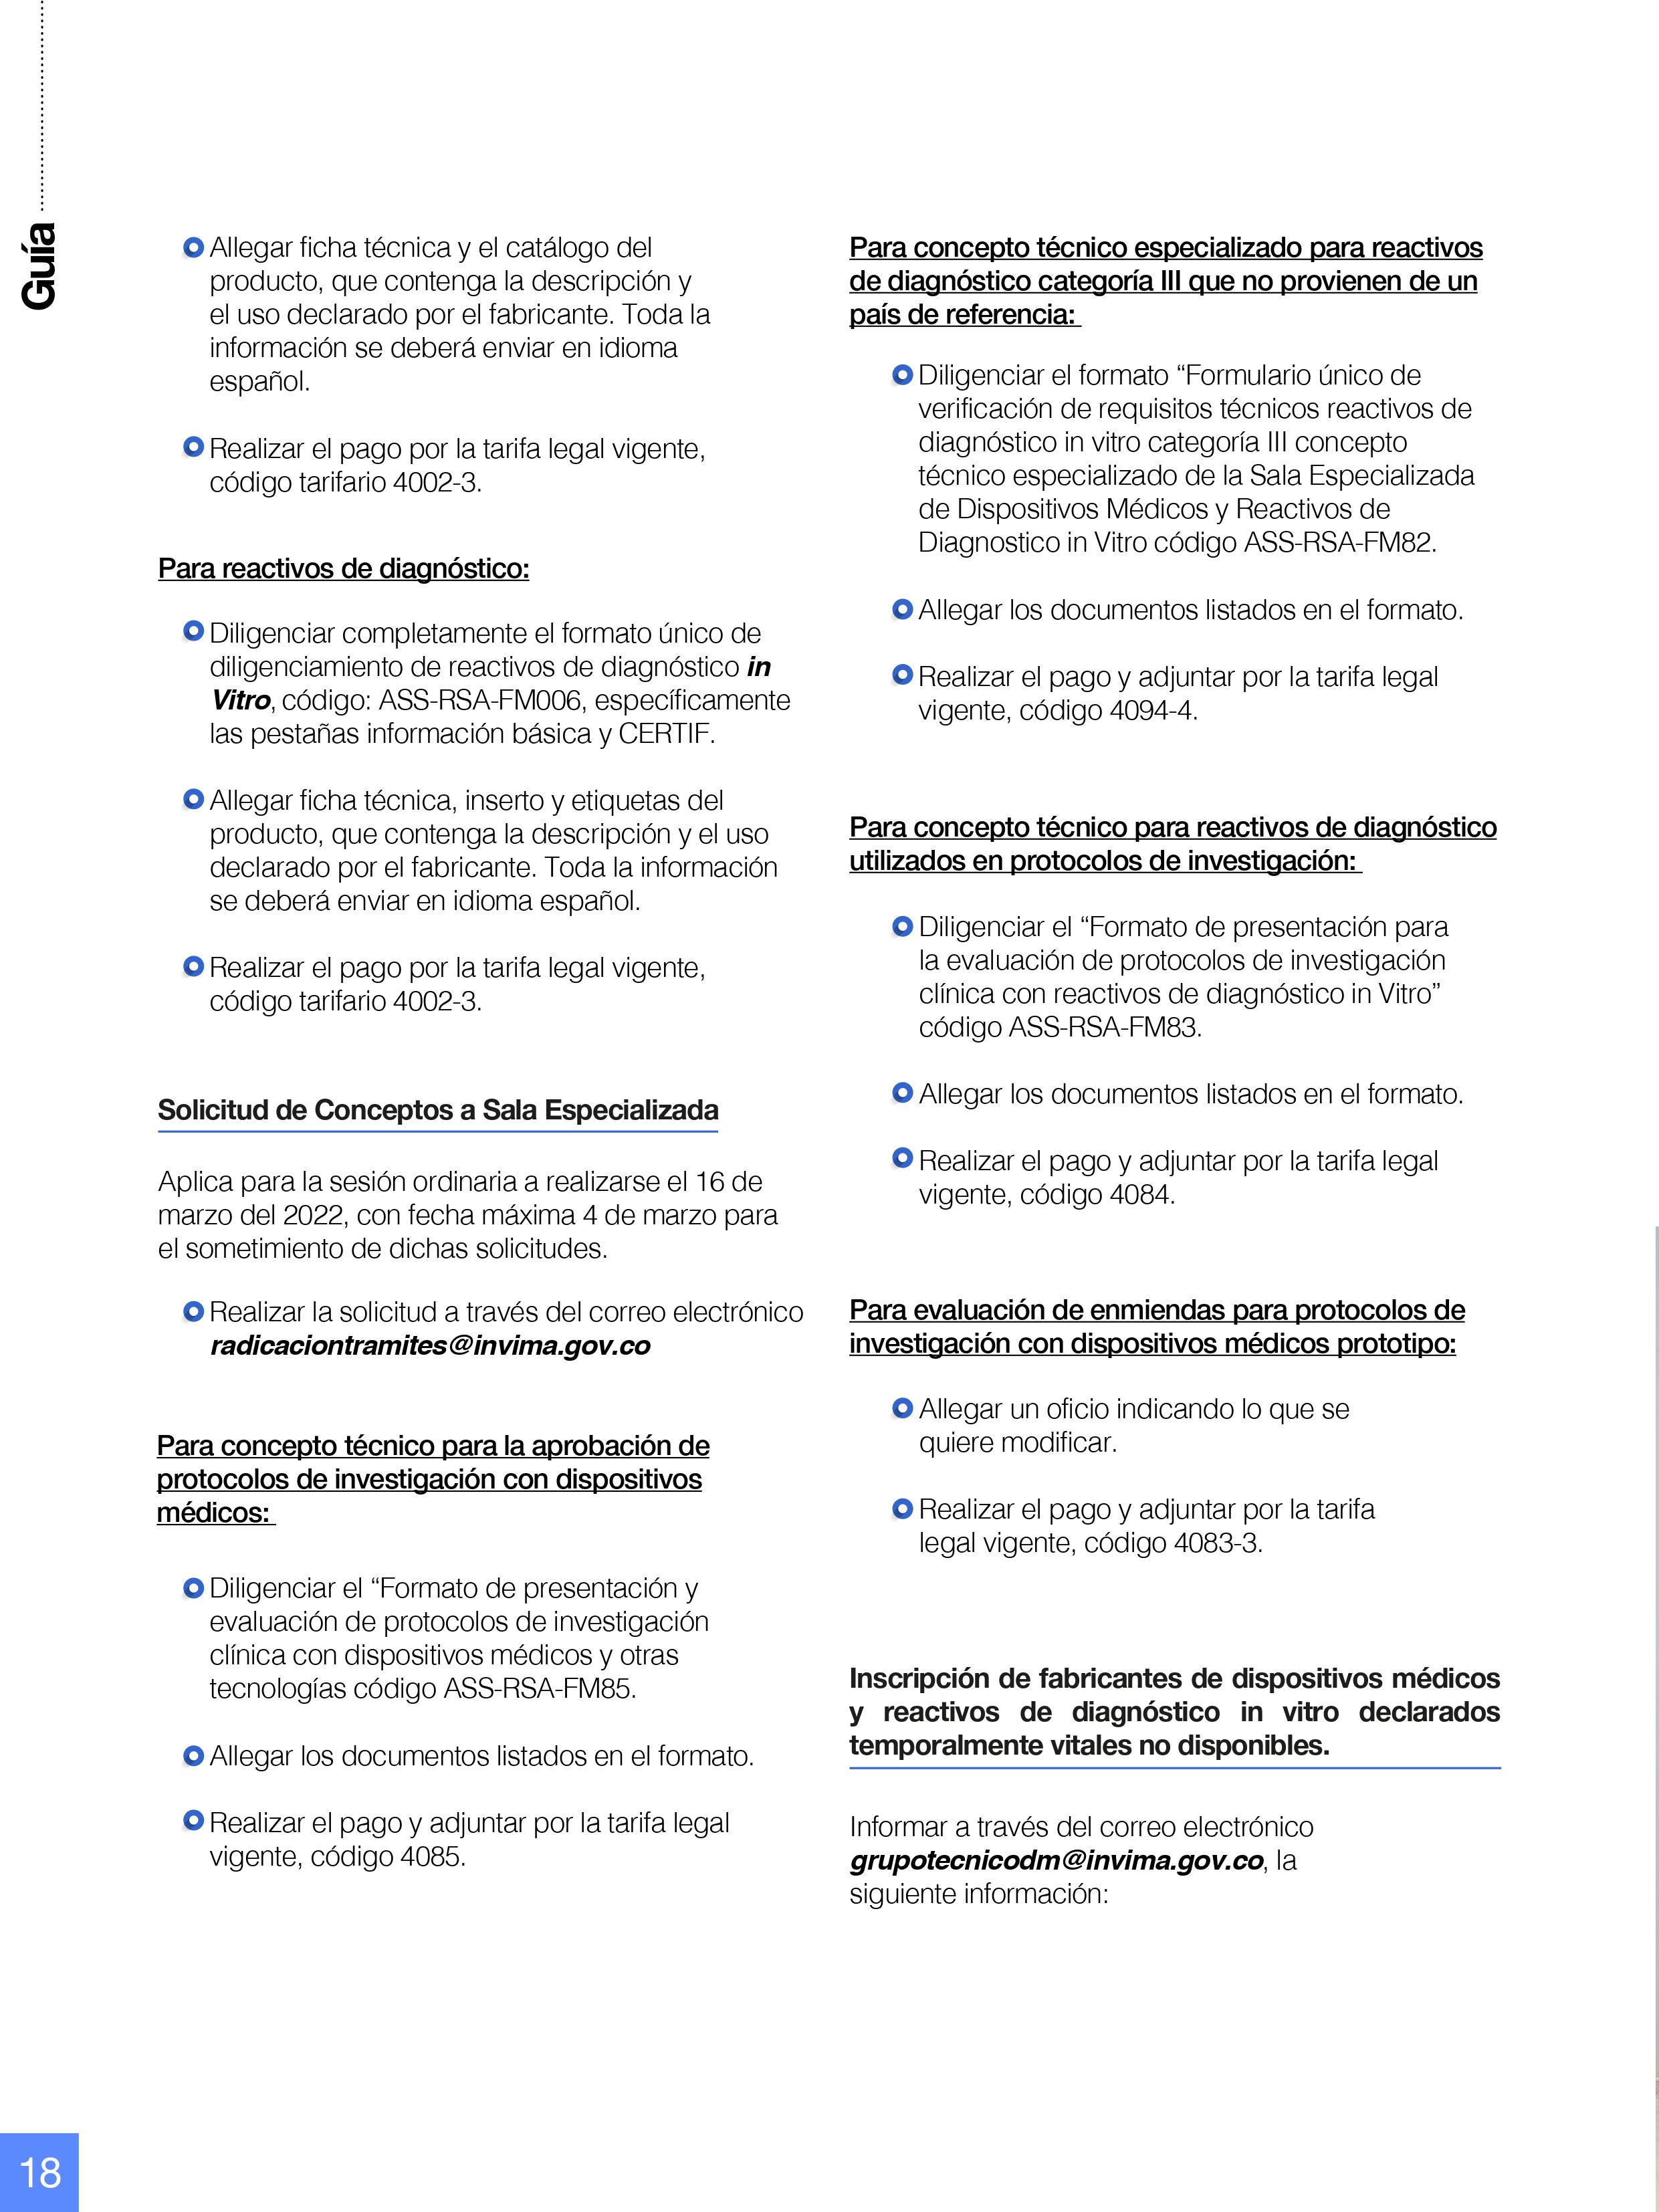 Guía
Allegar ficha técnica y el catálogo del
producto, que contenga la descripción y
el uso declarado por el fabricante. Toda la
información se deberá enviar en idioma
español.
Realizar el pago por la tarifa legal vigente,
código tarifario 4002-3.
Para reactivos de diagnóstico:
Diligenciar completamente el formato único de
diligenciamiento de reactivos de diagnóstico in
Vitro, código: ASS-RSA-FM006, específicamente
las pestañas información básica y CERTIF.
Allegar ficha técnica, inserto y etiquetas del
producto, que contenga la descripción y el uso
declarado por el fabricante. Toda la información
se deberá enviar en idioma español.
Realizar el pago por la tarifa legal vigente,
código tarifario 4002-3.
Solicitud de Conceptos a Sala Especializada
Aplica para la sesión ordinaria a realizarse el 16 de
marzo del 2022, con fecha máxima 4 de marzo para
el sometimiento de dichas solicitudes.
Realizar la solicitud a través del correo electrónico
radicaciontramites@invima.gov.co
Para concepto técnico para la aprobación de
protocolos de investigación con dispositivos
médicos:
Diligenciar el “Formato de presentación y
evaluación de protocolos de investigación
clínica con dispositivos médicos y otras
tecnologías código ASS-RSA-FM85.
Allegar los documentos listados en el formato.
Realizar el pago y adjuntar por la tarifa legal
vigente, código 4085.
Para concepto técnico especializado para reactivos
de diagnóstico categoría III que no provienen de un
país de referencia:
Diligenciar el formato “Formulario único de
verificación de requisitos técnicos reactivos de
diagnóstico in vitro categoría III concepto
técnico especializado de la Sala Especializada
de Dispositivos Médicos y Reactivos de
Diagnostico in Vitro código ASS-RSA-FM82.
Allegar los documentos listados en el formato.
Realizar el pago y adjuntar por la tarifa legal
vigente, código 4094-4.
Para concepto técnico para reactivos de diagnóstico
utilizados en protocolos de investigación:
Diligenciar el “Formato de presentación para
la evaluación de protocolos de investigación
clínica con reactivos de diagnóstico in Vitro”
código ASS-RSA-FM83.
Allegar los documentos listados en el formato.
Realizar el pago y adjuntar por la tarifa legal
vigente, código 4084.
Para evaluación de enmiendas para protocolos de
investigación con dispositivos médicos prototipo:
Allegar un oficio indicando lo que se
quiere modificar.
Realizar el pago y adjuntar por la tarifa
legal vigente, código 4083-3.
Inscripción de fabricantes de dispositivos médicos
y reactivos de diagnóstico in vitro declarados
temporalmente vitales no disponibles.
Informar a través del correo electrónico
grupotecnicodm@invima.gov.co, la
siguiente información:
18